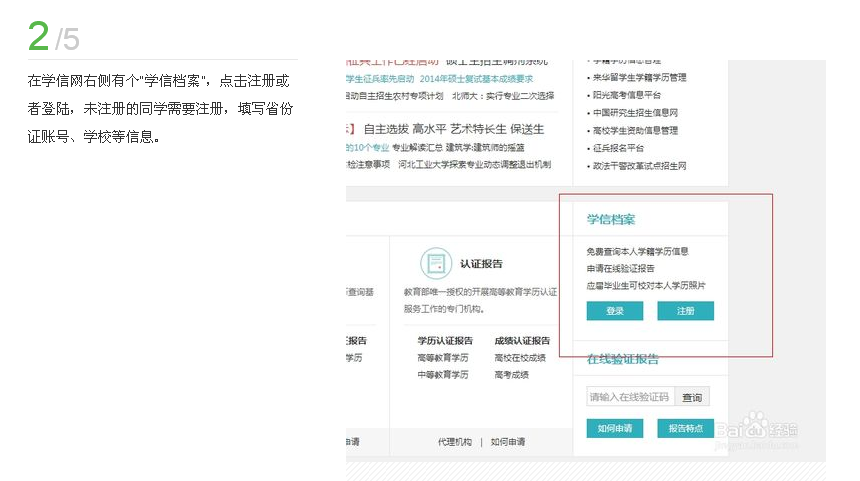 2/5
在学信网右侧有个"学信档案"，点击注册或
者登陆，未注册的同学需要注册，填写省份
证账号、学校等信息。
学生征兵率先启动 2014年硕士复试基本成绩要求
启动自主招生农村专项计划 北师大：实行专业二次选择
】 自主选拔 高水平 艺术特长生 保送生
的10个专业 专业解读汇总 建筑学:建筑师的摇篮
检注意事项 河北工业大学探索专业动态调整退出机制
• 学籍学历信息管理
• 来华留学生学籍学历管理
• 阳光高考信息平台
• 中国研究生招生信息网
• 高校学生资助信息管理
• 征兵报名平台
• 政法干警改革试点招生网
查询基
报告
学历
申请
认证报告
教育部唯一授权的开展高等教育学历认证
服务工作的专门机构。
学历认证报告 成绩认证报告
高等教育学历 高校在校成绩
中等教育学历 高考成绩
代理机构 | 如何申请
学信档案
免费查询本人学籍学历信息
申请在线验证报告
应届毕业生可校对本人学历照片
登录 注册
在线验证报告
请输入在线验证码 查询
如何申请 报告特点
Baidu经验